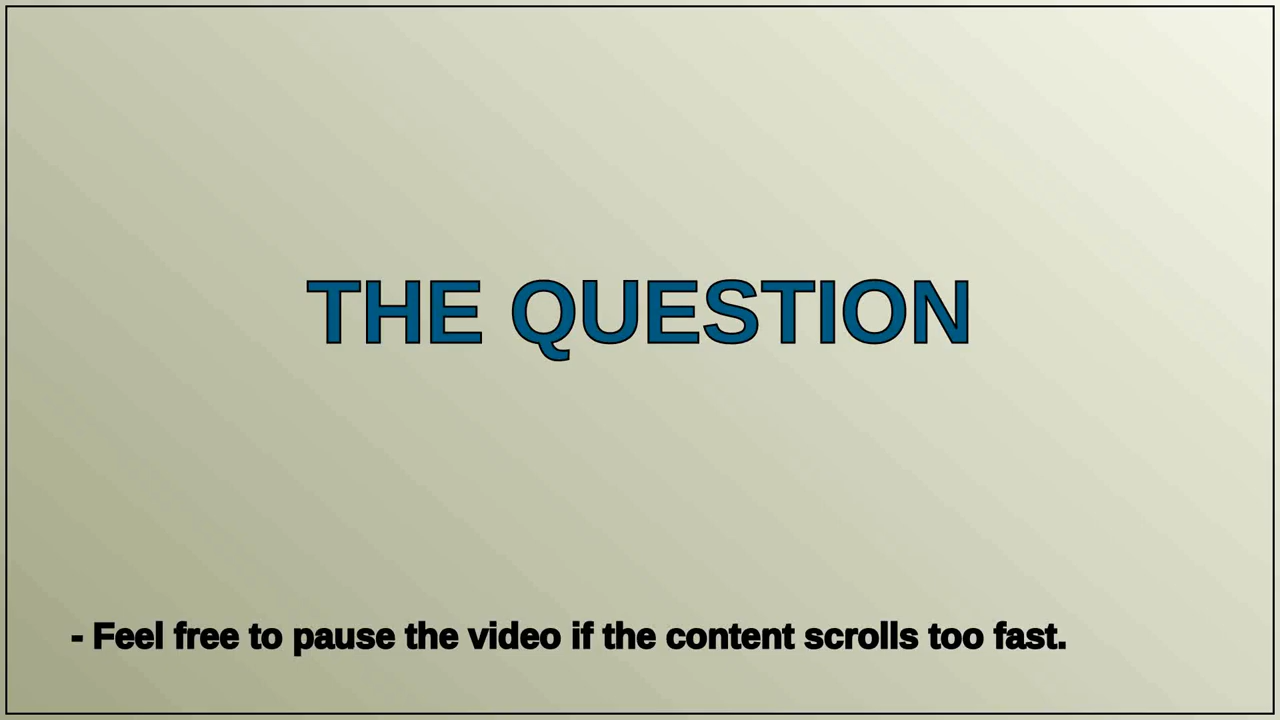 THE QUESTION
- Feel free to pause the video if the content scrolls too fast.